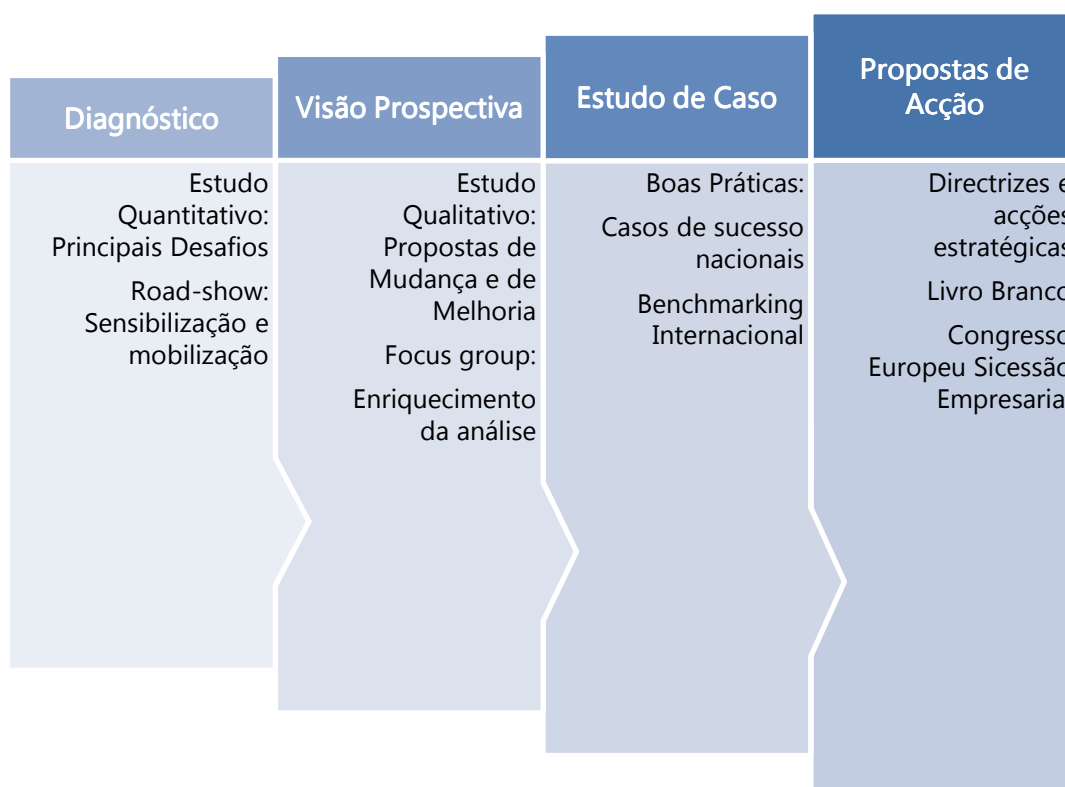 Diagnóstico
Estudo
Quantitativo:
Principais Desafios
Road-show:
Sensibilização e
mobilização
Visão Prospectiva
Estudo
Qualitativo:
Propostas de
Mudança e de
Melhoria
Focus group:
Enriquecimento
da análise
Estudo de Caso
Boas Práticas:
Casos de sucesso
nacionais
Benchmarking
Internacional
Propostas de
Acção
Directrizes e
acções
estratégicas
Livro Branco
Congresso
Europeu Sicessão
Empresaria